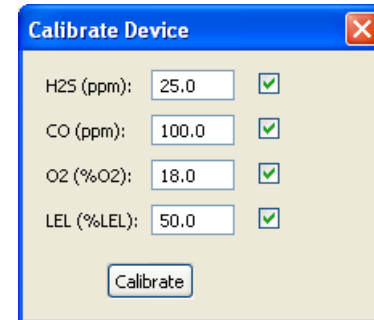 Calibrate Device
H2S (ppm): 25.0
CO (ppm): 100.0
O2 (%O2): 18.0
LEL (%LEL): 50.0
Calibrate